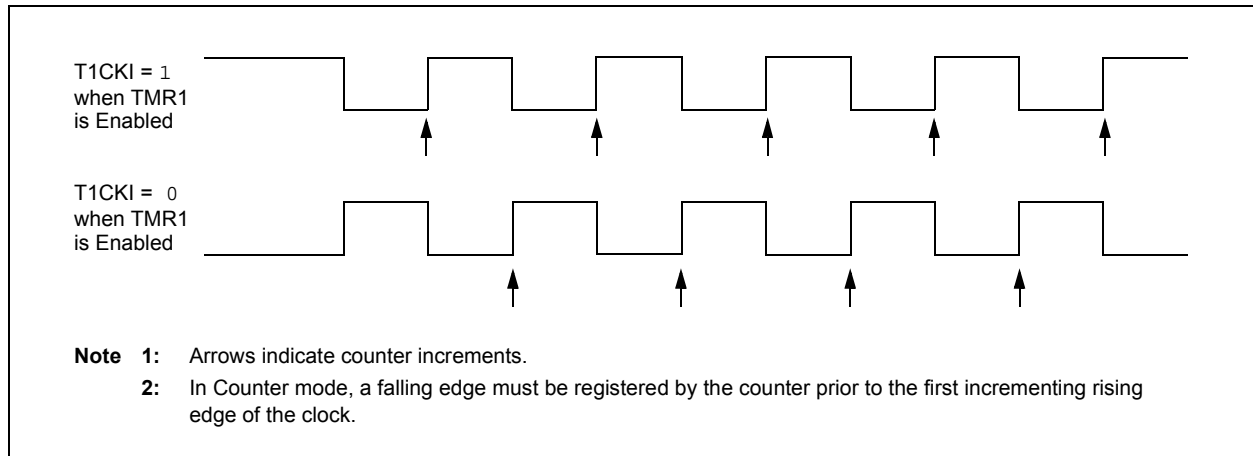 T1CKI = 1
when TMR1
is Enabled
T1CKI = 0
when TMR1
is Enabled
Note 1: Arrows indicate counter increments.
2: In Counter mode, a falling edge must be registered by the counter prior to the first incrementing rising
edge of the clock.